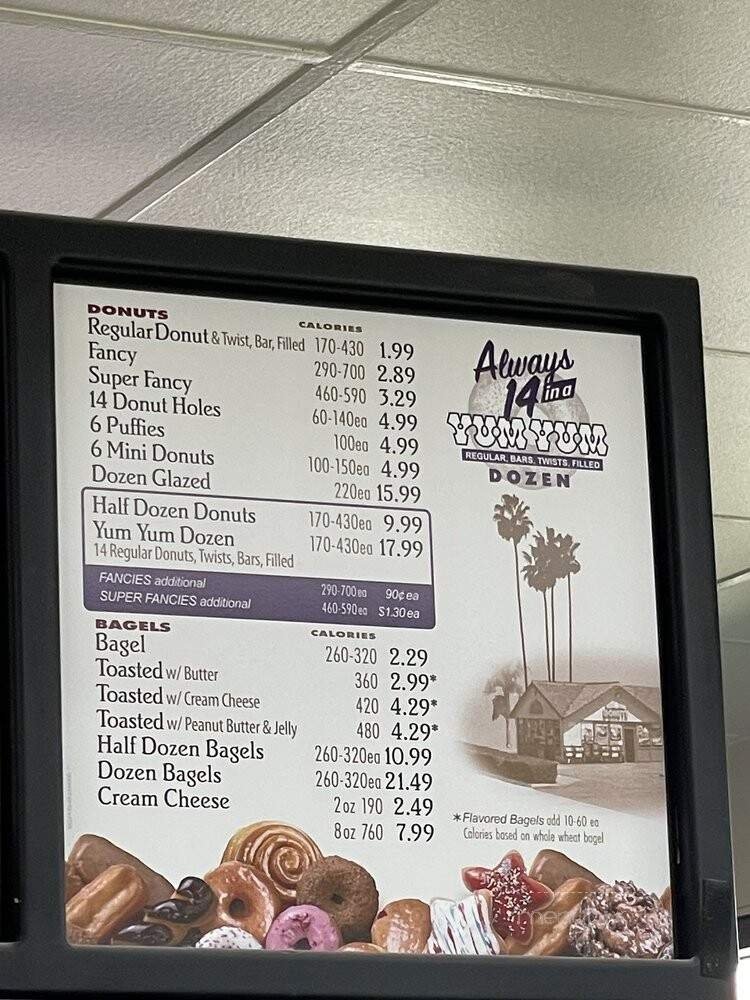 DONUTS CALORIES
Regular Donut & Twist, Bar, Filled 170-430 1.99
Fancy 290-700 2.89
Super Fancy 460-590 3.29
14 Donut Holes 60-140ea 4.99
6 Puffies 100ea 4.99
6 Mini Donuts 100-150ea 4.99
Dozen Glazed 220ea 15.99
Half Dozen Donuts 170-430ea 9.99
Yum Yum Dozen 170-430ea 17.99
14 Regular Donuts, Twists, Bars, Filled
FANCIES additional 290-700ea 90¢ ea
SUPER FANCIES additional 460-590ea $1.30 ea
BAGELS CALORIES
Bagel 260-320 2.29
Toasted w/ Butter 360 2.99*
Toasted w/ Cream Cheese 420 4.29*
Toasted w/ Peanut Butter & Jelly 480 4.29*
Half Dozen Bagels 260-320ea 10.99
Dozen Bagels 260-320ea 21.49
Cream Cheese 2oz 190 2.49
8oz 760 7.99
Always
14 in a
YUM YUM
REGULAR, BARS, TWISTS, FILLED
DOZEN
DONUTS
*Flavored Bagels add 10-60 ea
Calories based on whole wheat bagel